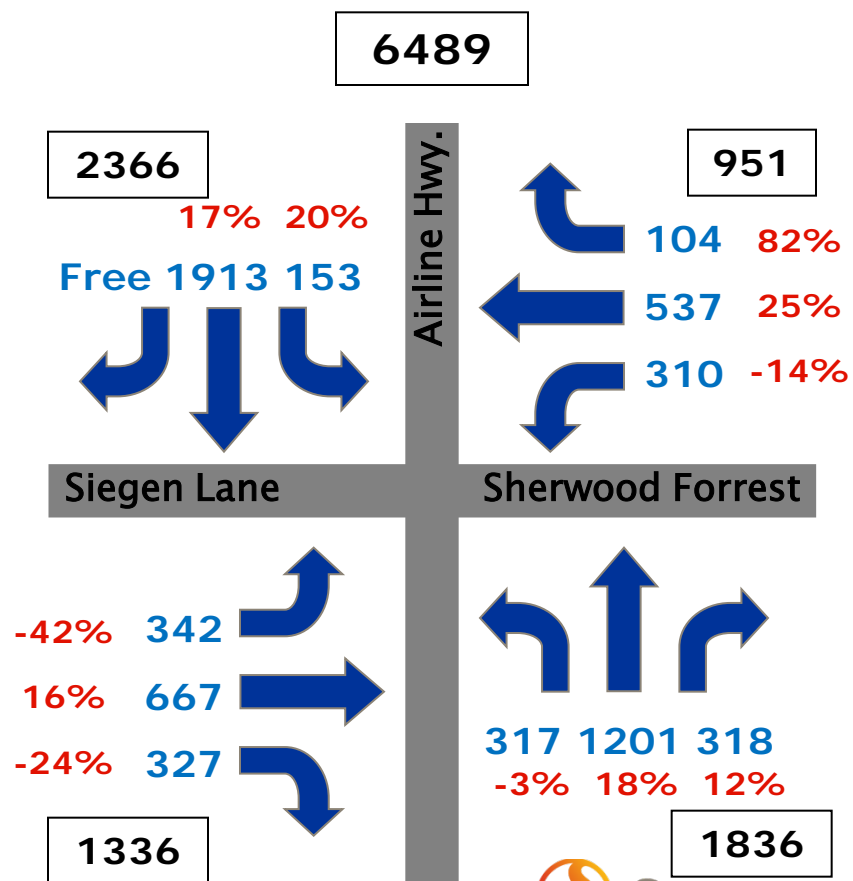 6489
2366
951
Airline Hwy.
17% 20%
Free 1913 153
104 82%
537 25%
310 -14%
Siegen Lane
Sherwood Forrest
-42% 342
16% 667
-24% 327
317 1201 318
-3% 18% 12%
1336
1836